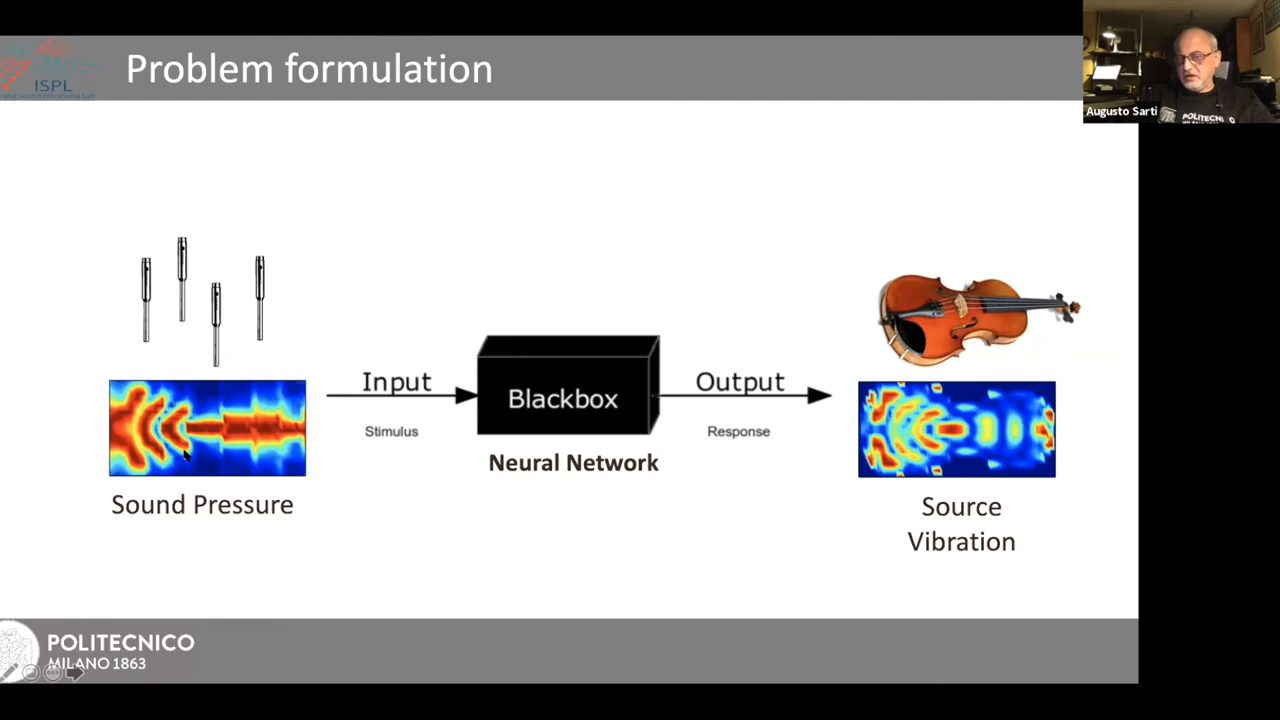 Problem formulation
ISPL
Augusto Sarti
POLITECNICO
Input
Stimulus
Blackbox
Neural Network
Output
Response
Sound Pressure
Source
Vibration
POLITECNICO
MILANO 1863